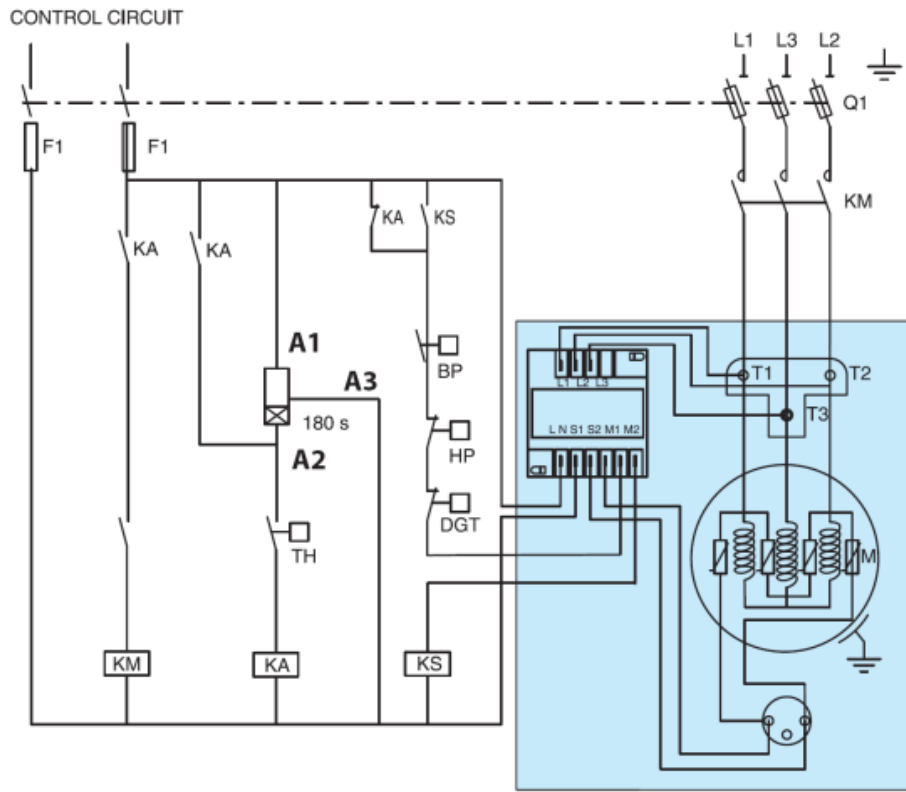 CONTROL CIRCUIT
L1 L3 L2
Q1
F1 F1
KA KS
KM
KA KA
A1
A3
BP
T1 T2
L1 L2 L3
180 s
T3
L N S1 S2 M1 M2
A2
HP
DGT
TH
M
KM KA KS